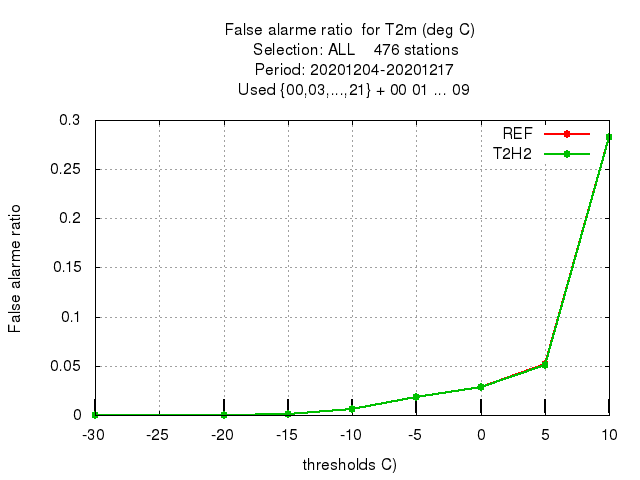 False alarme ratio  for T2m (deg C)
Selection: ALL    476 stations
Period: 20201204-20201217
Used {00,03,...,21} + 00 01 ... 09
REF
T2H2
0.3
0.25
0.2
0.15
0.1
0.05
0
False alarme ratio
-30 -25 -20 -15 -10 -5 0 5 10
thresholds C)